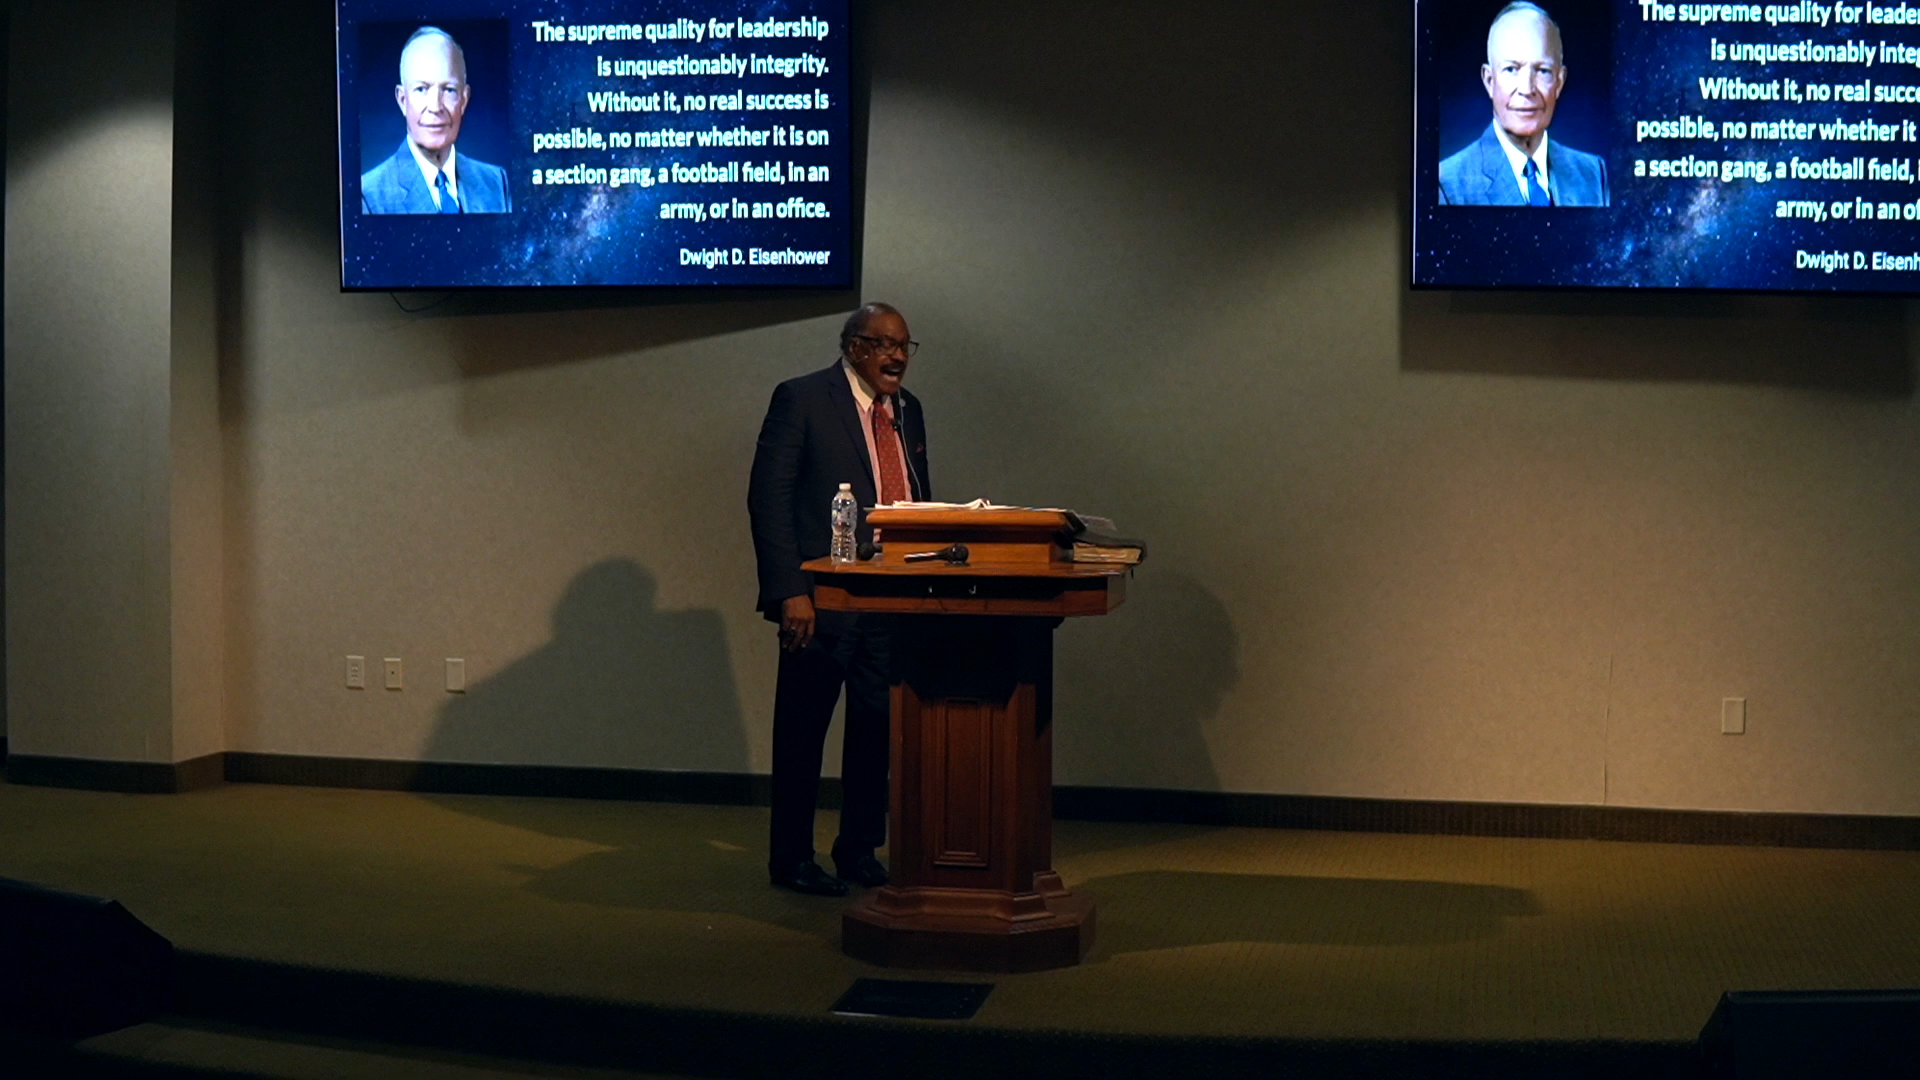 The supreme quality for leadership
is unquestionably integrity.
Without it, no real success is
possible, no matter whether it is on
a section gang, a football field, in an
army, or in an office.
Dwight D. Eisenhower
The supreme quality for
is unquestionably
Without it, no real
possible, no matter whether it
a section gang, a football field,
army, or in an
Dwight D.